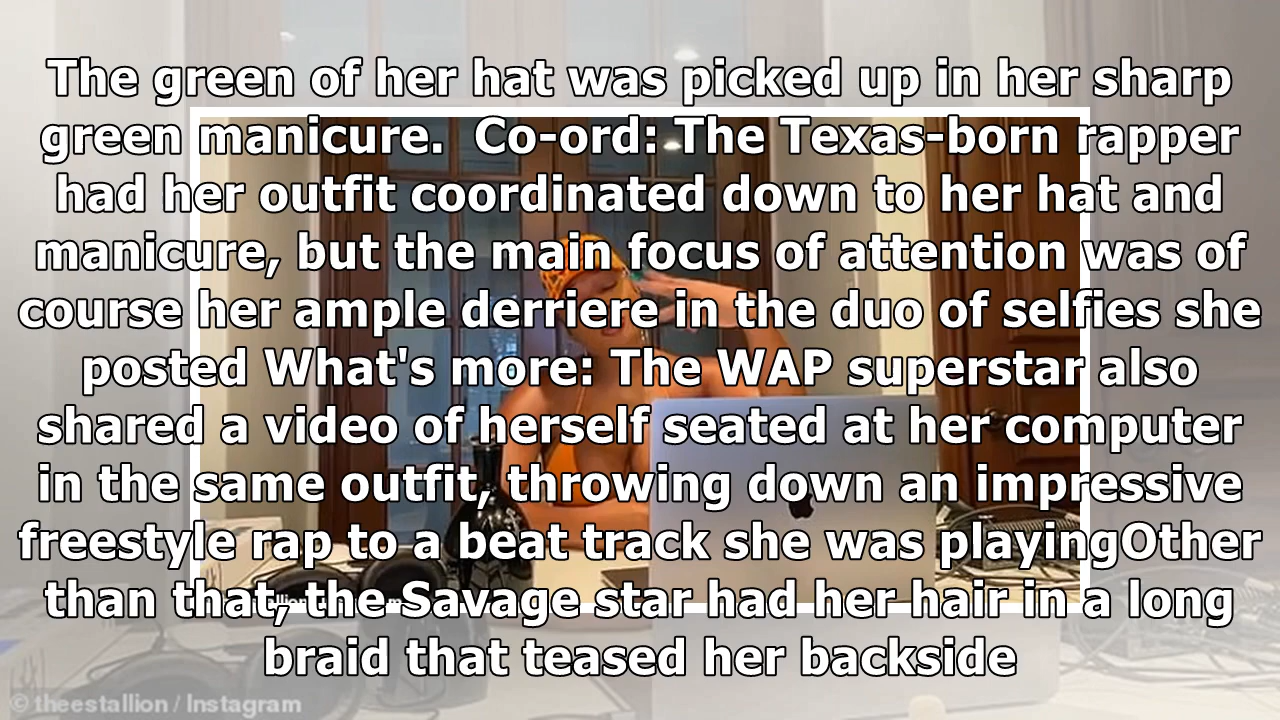 The green of her hat was picked up in her sharp
green manicure.  Co-ord: The Texas-born rapper
had her outfit coordinated down to her hat and
manicure, but the main focus of attention was of
course her ample derriere in the duo of selfies she
posted What's more: The WAP superstar also
shared a video of herself seated at her computer
in the same outfit, throwing down an impressive
freestyle rap to a beat track she was playingOther
than that, the Savage star had her hair in a long
braid that teased her backside
© theestallion / Instagram